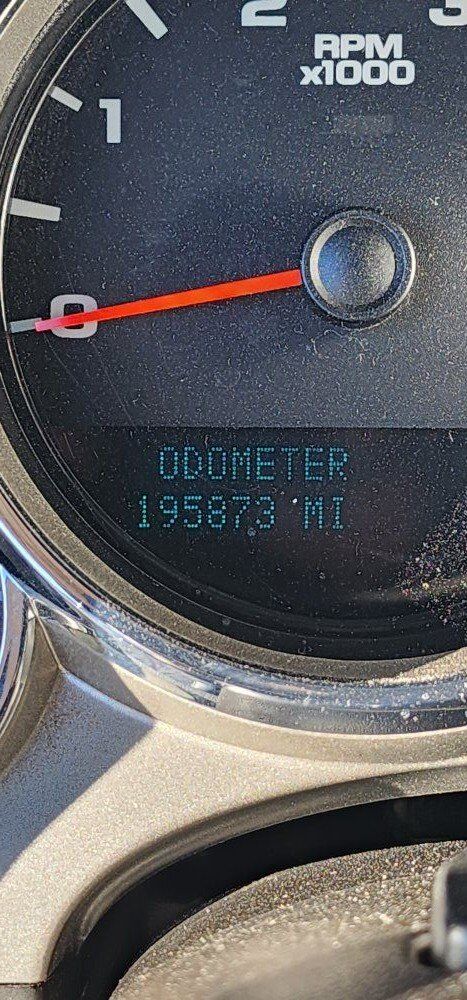 2
3
RPM
x1000
1
0
ODOMETER
195873 MI